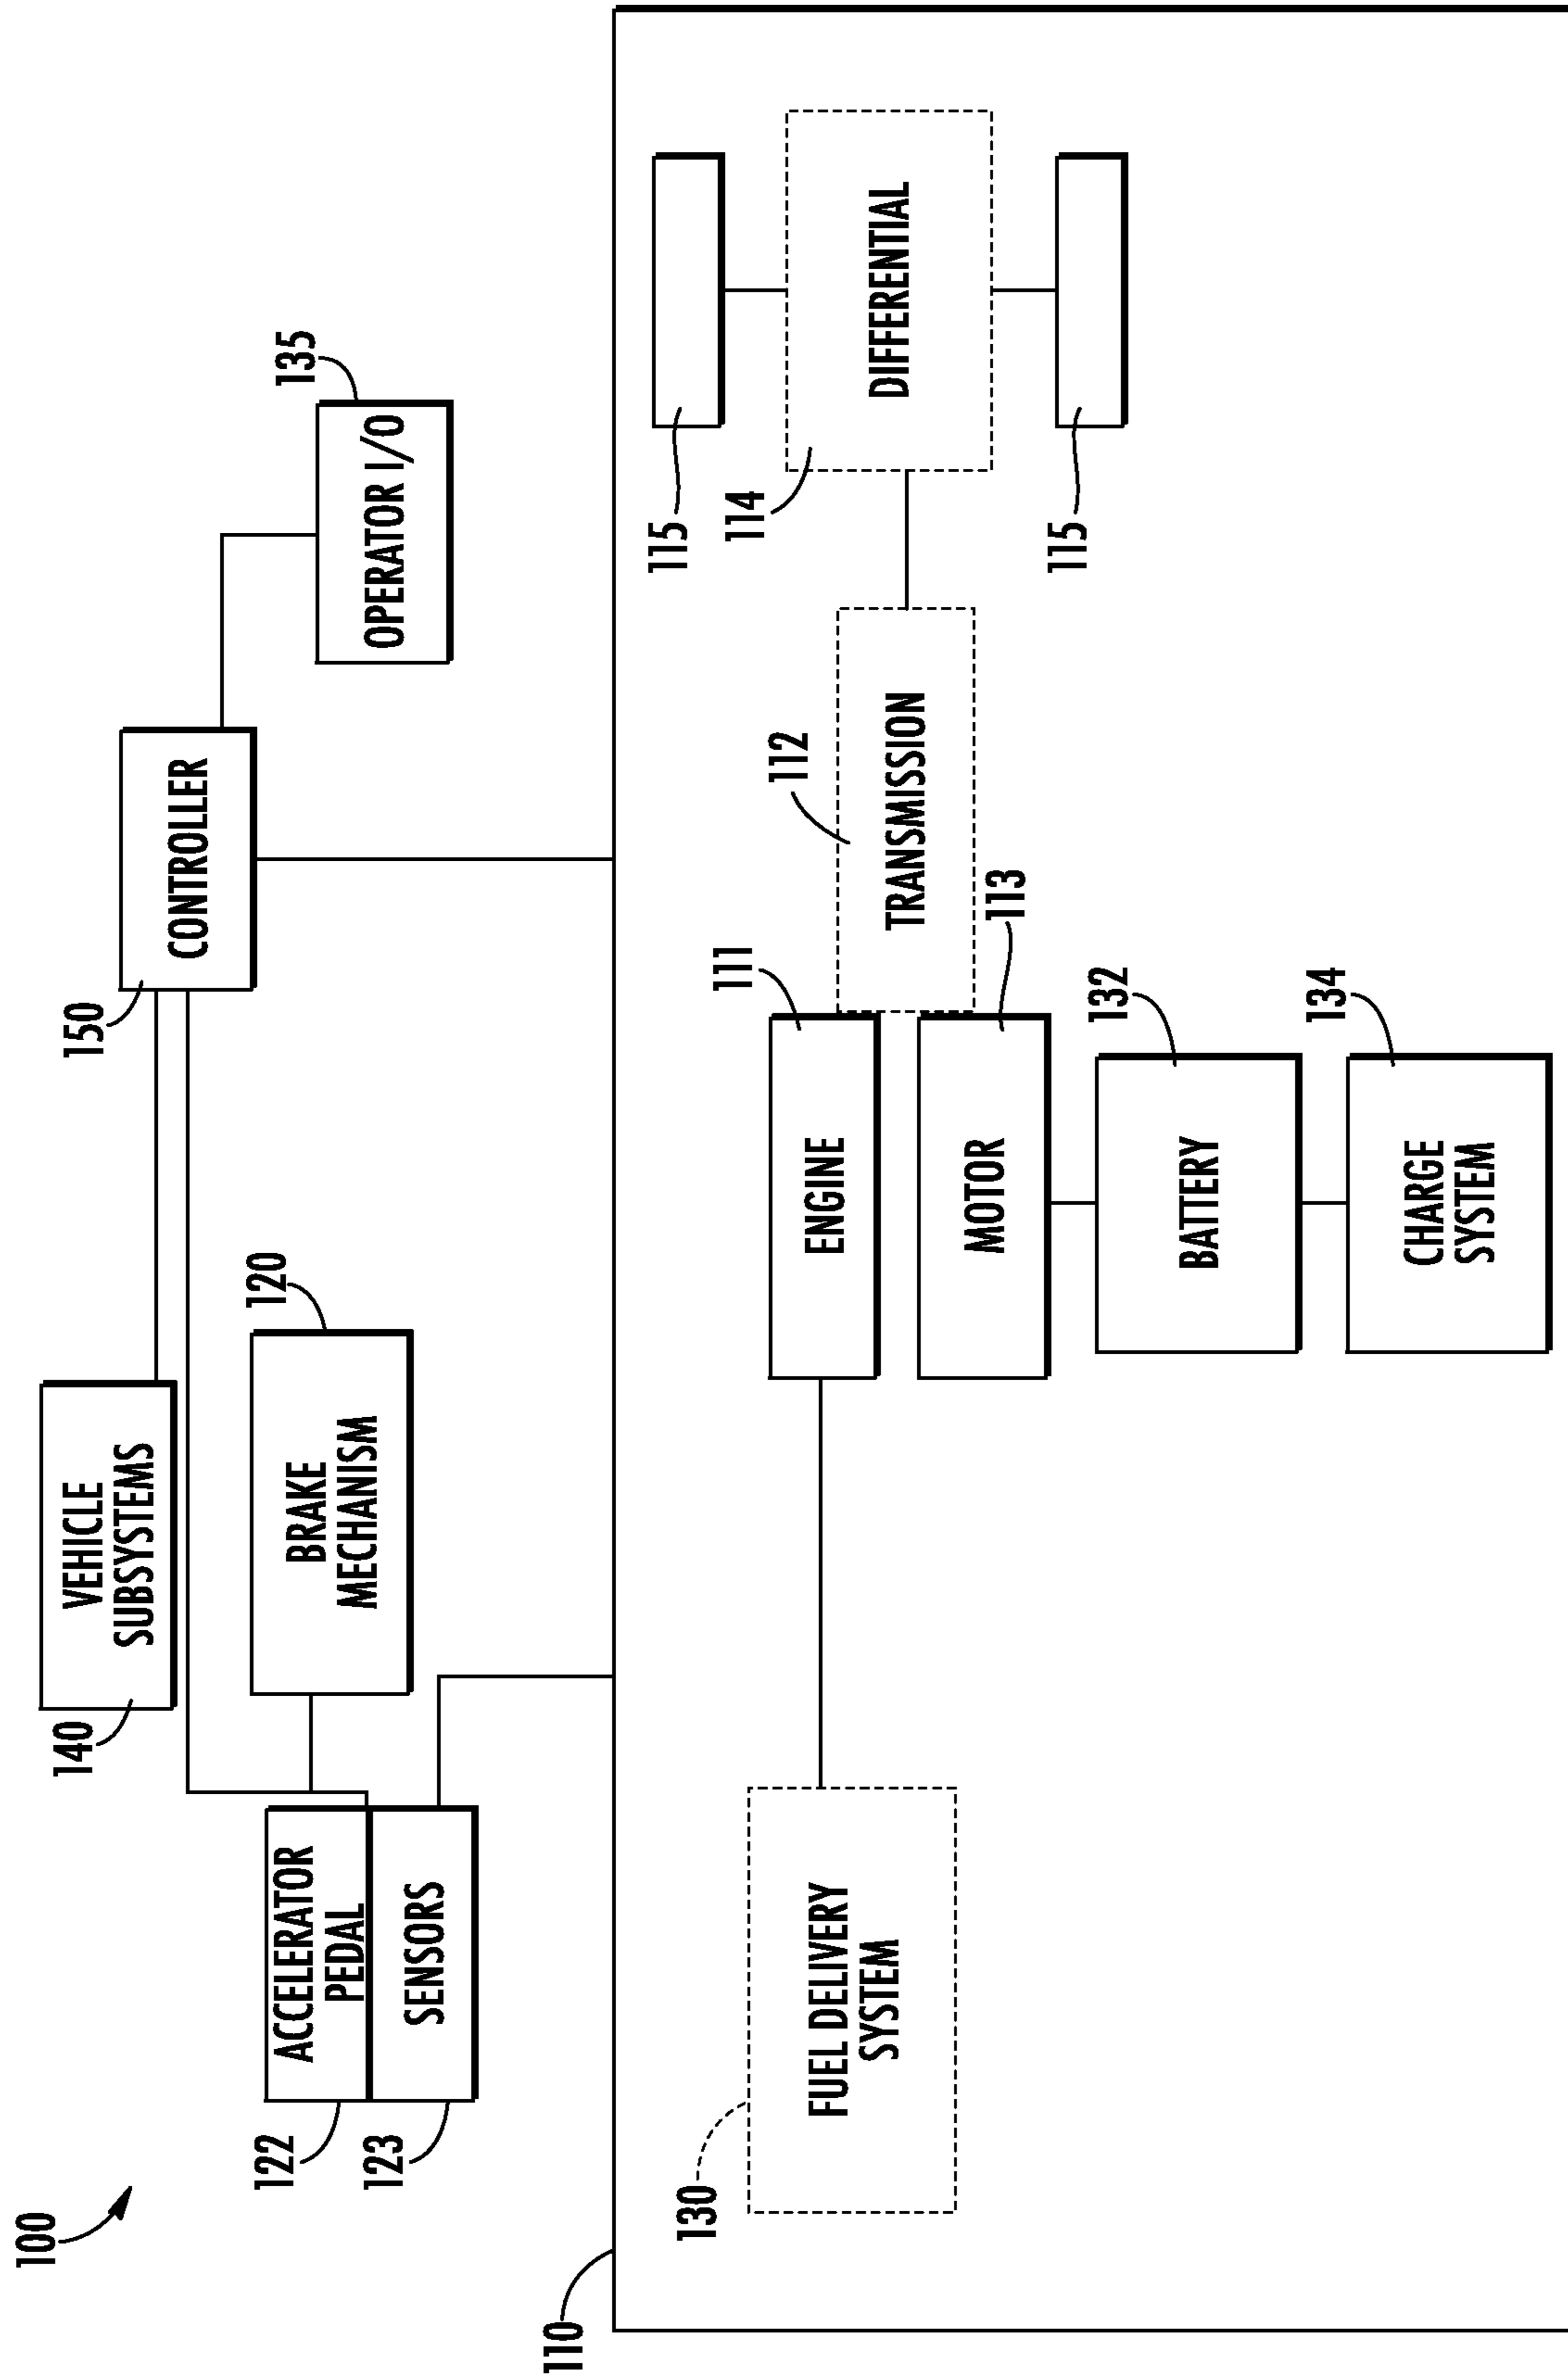 100
140
VEHICLE
SUBSYSTEMS
150
CONTROLLER
122
ACCELERATOR
PEDAL
123
SENSORS
BRAKE
MECHANISM
120
OPERATOR I/O
135
110
130
FUEL DELIVERY
SYSTEM
ENGINE
111
MOTOR
113
112
TRANSMISSION
115
114
DIFFERENTIAL
115
BATTERY
132
CHARGE
SYSTEM
134